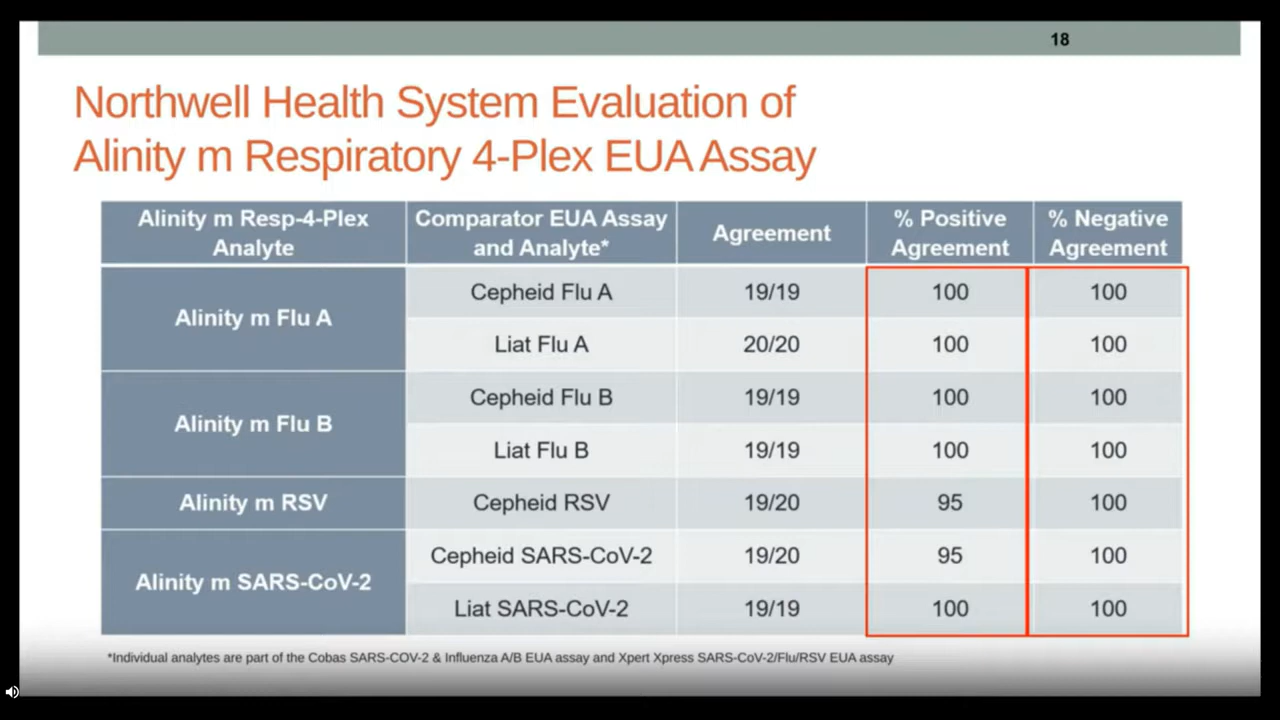 18
Northwell Health System Evaluation of
Alinity m Respiratory 4-Plex EUA Assay
Alinity m Resp-4-Plex Analyte Comparator EUA Assay and Analyte* Agreement % Positive Agreement % Negative Agreement
Alinity m Flu A Cepheid Flu A 19/19 100 100
Liat Flu A 20/20 100 100
Alinity m Flu B Cepheid Flu B 19/19 100 100
Liat Flu B 19/19 100 100
Alinity m RSV Cepheid RSV 19/20 95 100
Alinity m SARS-CoV-2 Cepheid SARS-CoV-2 19/20 95 100
Liat SARS-CoV-2 19/19 100 100
*Individual analytes are part of the Cobas SARS-COV-2 & Influenza A/B EUA assay and Xpert Xpress SARS-CoV-2/Flu/RSV EUA assay